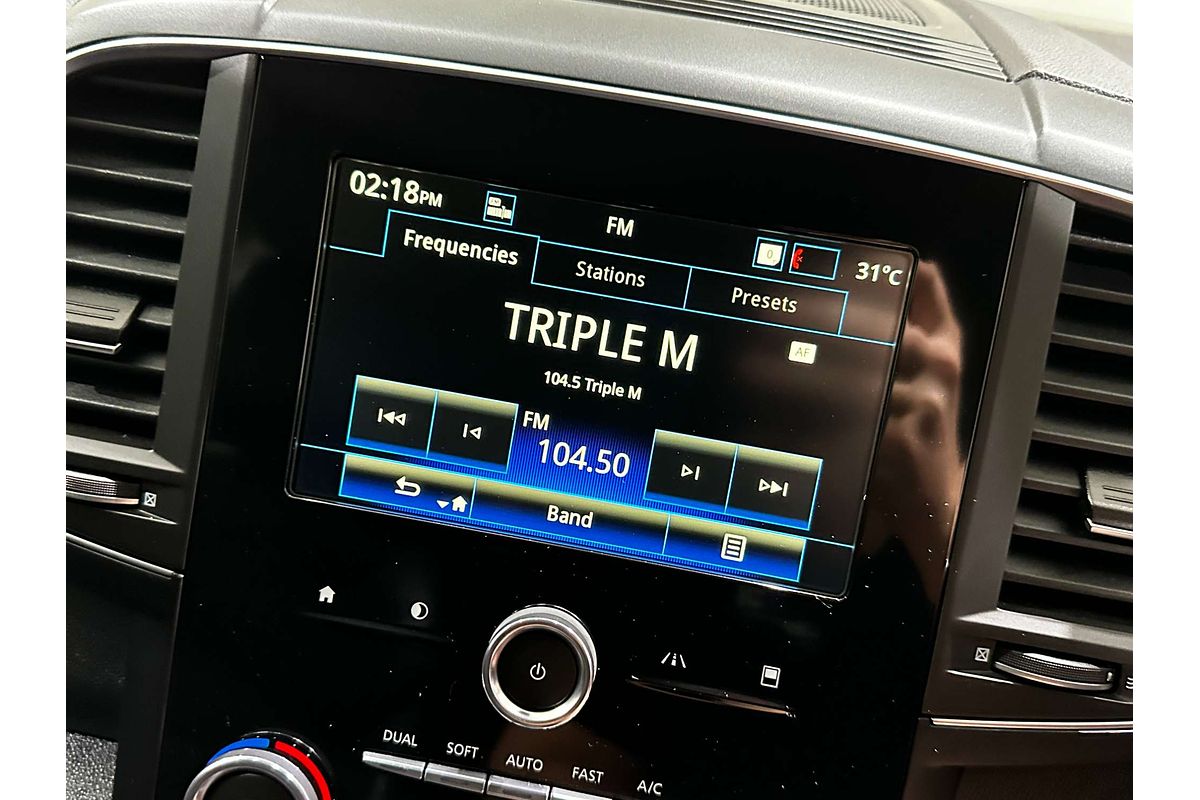 02:18PM
FM
0
31°C
Frequencies
Stations
Presets
TRIPLE M
AF
104.5 Triple M
FM
104.50
Band
DUAL
SOFT
AUTO
FAST
A/C